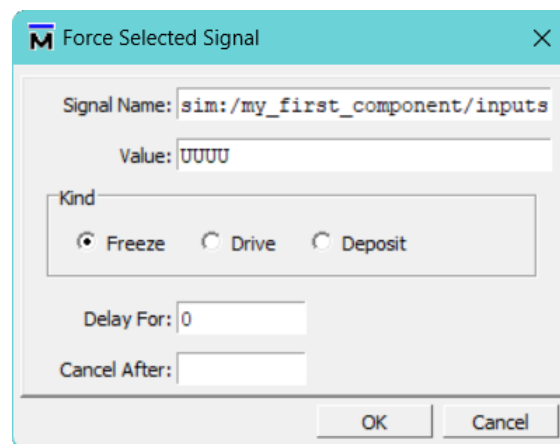 Force Selected Signal
Signal Name: sim:/my_first_component/inputs
Value: UUUU
Kind
Freeze Drive Deposit
Delay For: 0
Cancel After:
OK Cancel